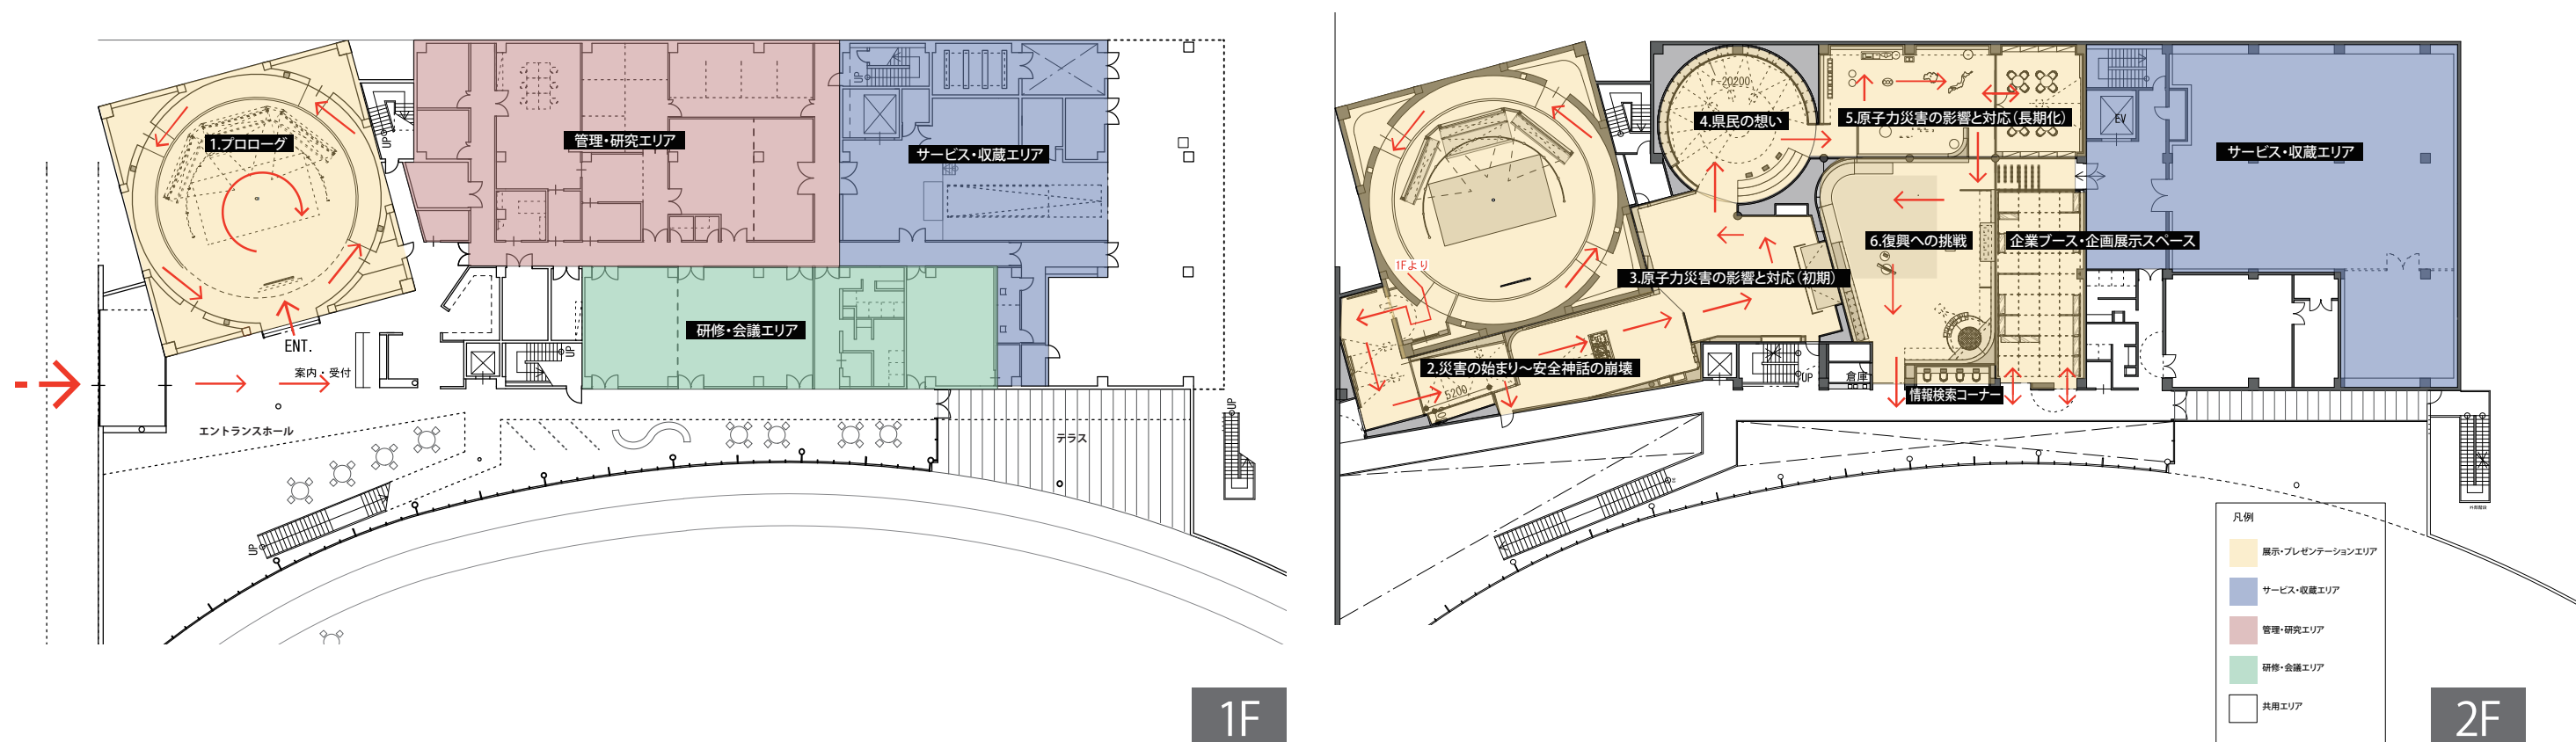 1.プロローグ
管理・研究エリア
サービス・収蔵エリア
研修・会議エリア
UP
UP
ENT.
案内・受付
UP
エントランスホール
テラス
UP
UP
1F
4.県民の想い
5.原子力災害の影響と対応(長期化)
EV
サービス・収蔵エリア
6.復興への挑戦
企業ブース・企画展示スペース
1Fより
3.原子力災害の影響と対応(初期)
2.災害の始まり～安全神話の崩壊
5200
UP
倉庫
情報検索コーナー
凡例
展示・プレゼンテーションエリア
サービス・収蔵エリア
管理・研究エリア
研修・会議エリア
共用エリア
2F